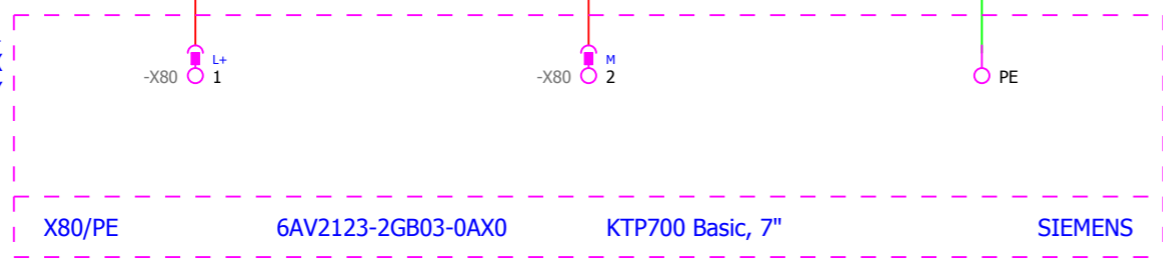 L+
-X80 1
M
-X80 2
PE
X80/PE 6AV2123-2GB03-0AX0 KTP700 Basic, 7" SIEMENS